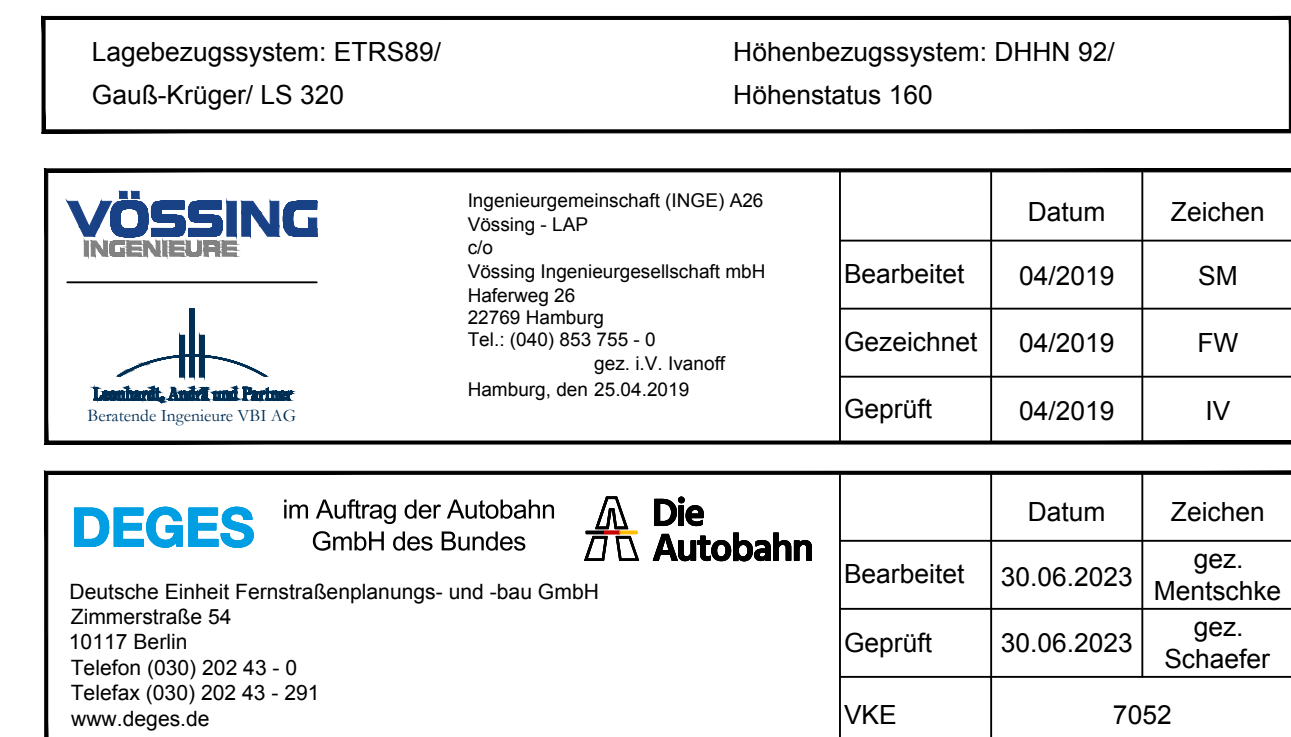 Lagebezugssystem: ETRS89/
Gauß-Krüger/ LS 320
Höhenbezugssystem: DHHN 92/
Höhenstatus 160
VÖSSING
INGENIEURE
Leonhardt, Andrä und Partner
Beratende Ingenieure VBI AG
Ingenieurgemeinschaft (INGE) A26
Vössing - LAP
c/o
Vössing Ingenieurgesellschaft mbH
Haferweg 26
22769 Hamburg
Tel.: (040) 853 755 - 0
gez. i.V. Ivanoff
Hamburg, den 25.04.2019
Datum Zeichen
Bearbeitet 04/2019 SM
Gezeichnet 04/2019 FW
Geprüft 04/2019 IV
DEGES
im Auftrag der Autobahn
GmbH des Bundes
Die
Autobahn
Deutsche Einheit Fernstraßenplanungs- und -bau GmbH
Zimmerstraße 54
10117 Berlin
Telefon (030) 202 43 - 0
Telefax (030) 202 43 - 291
www.deges.de
Datum Zeichen
Bearbeitet 30.06.2023 gez. Mentschke
Geprüft 30.06.2023 gez. Schaefer
VKE 7052